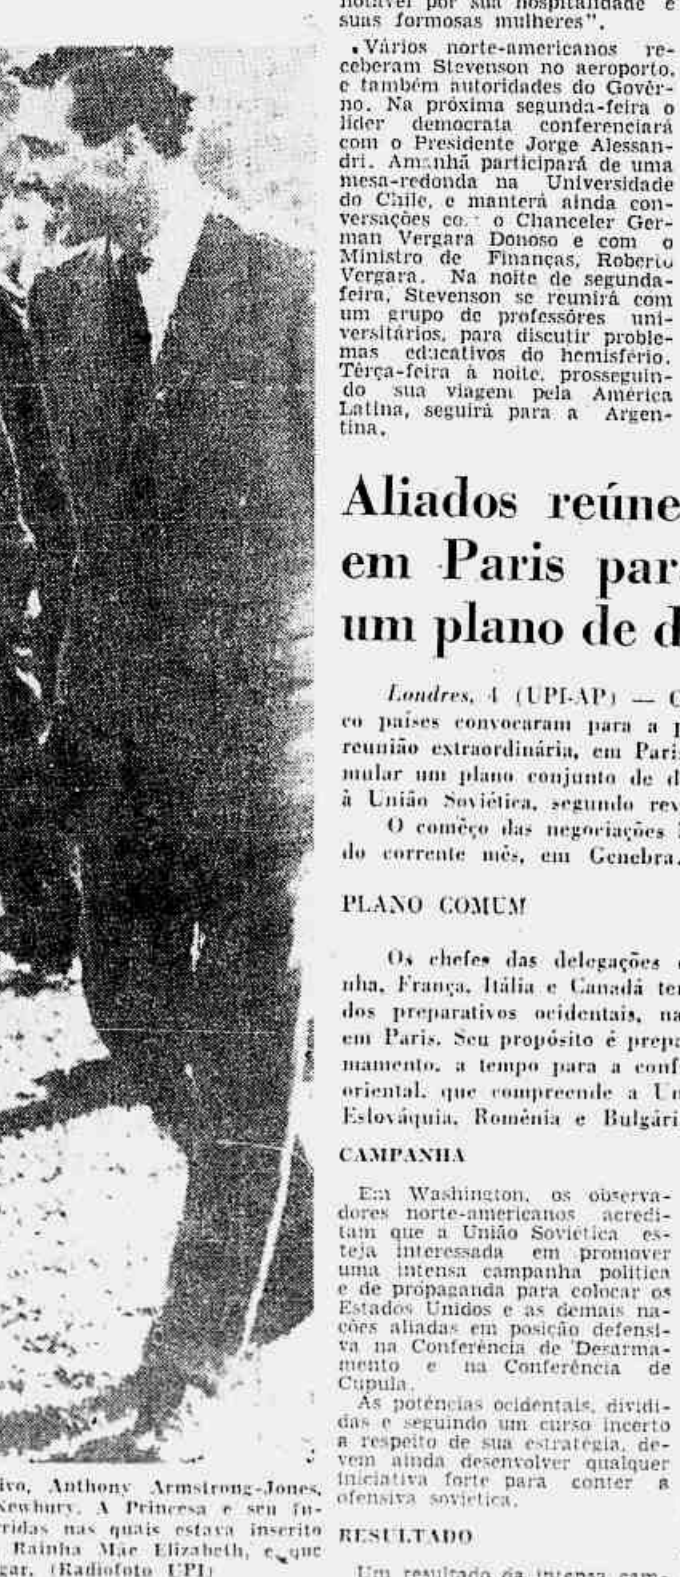 notável por sua hospitalidade e
suas formosas mulheres".
Vários norte-americanos re-
ceberam Stevenson no aeroporto,
e também autoridades do Govêr-
no. Na próxima segunda-feira o
líder democrata conferenciará
com o Presidente Jorge Alessan-
dri. Amanhã participará de uma
mesa-redonda na Universidade
do Chile, e manterá ainda con-
versações co. o Chanceler Ger-
man Vergara Donoso e com o
Ministro de Finanças, Roberto
Vergara. Na noite de segunda-
feira, Stevenson se reunirá com
um grupo de professôres uni-
versitários, para discutir proble-
mas educativos do hemisfério.
Têrça-feira à noite, prosseguin-
do sua viagem pela América
Latina, seguirá para a Argen-
tina.
Aliados reúne
em Paris par
um plano de d
Londres, 4 (UPI-AP) — C
co países convocaram para a p
reunião extraordinária, em Paris
mular um plano conjunto de d
à União Soviética, segundo rev
O comêço das negociações
do corrente mês, em Genebra.
PLANO COMUM
Os chefes das delegações
nha, França, Itália e Canadá ter
dos preparativos ocidentais, na
em Paris. Seu propósito é prepa
mamento, a tempo para a conf
oriental, que compreende a Un
Eslováquia, Romênia e Bulgári
CAMPANHA
Em Washington, os observa-
dores norte-americanos acredi-
tam que a União Soviética es-
teja interessada em promover
uma intensa campanha política
e de propaganda para colocar os
Estados Unidos e as demais na-
ções aliadas em posição defensi-
va na Conferência de Desarma-
mento e na Conferência de
Cúpula.
As potências ocidentais, dividi-
das e seguindo um curso incerto
a respeito de sua estratégia, de-
vem ainda desenvolver qualquer
iniciativa forte para conter a
ofensiva soviética.
RESULTADO
Um resultado da intensa cam-
ivo, Anthony Armstrong-Jones,
Newbury. A Princesa e seu fu-
rridas nas quais estava inscrito
Rainha Mãe Elizabeth, e que
gar. (Radiofoto UPI)